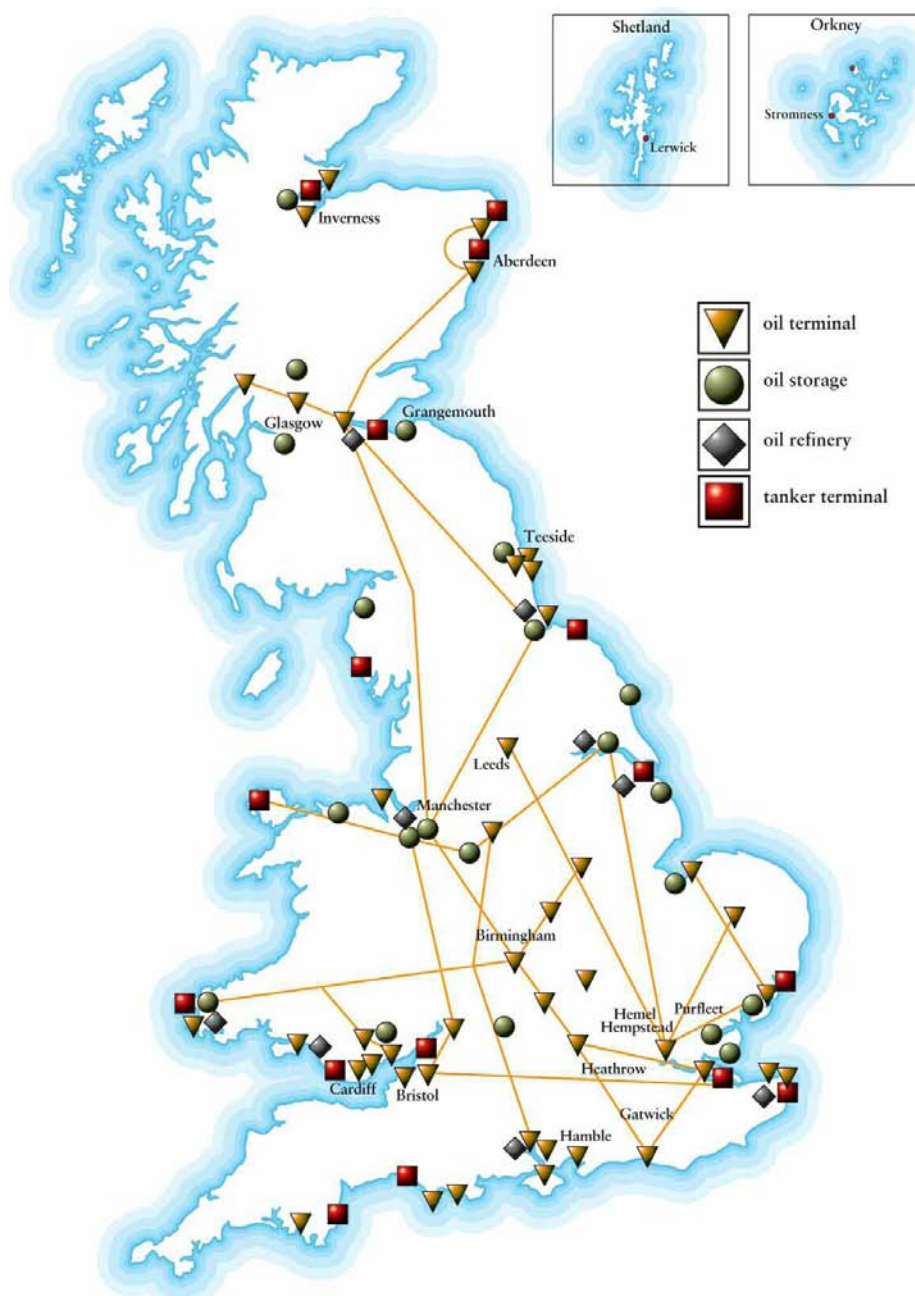 Shetland
Orkney
Stromness
Lerwick
Inverness
Aberdeen
oil terminal
oil storage
Grangemouth
Glasgow
oil refinery
tanker terminal
Teeside
Leeds
Manchester
Birmingham
Hemel
Hempstead
Purfleet
Heathrow
Cardiff
Bristol
Gatwick
Hamble